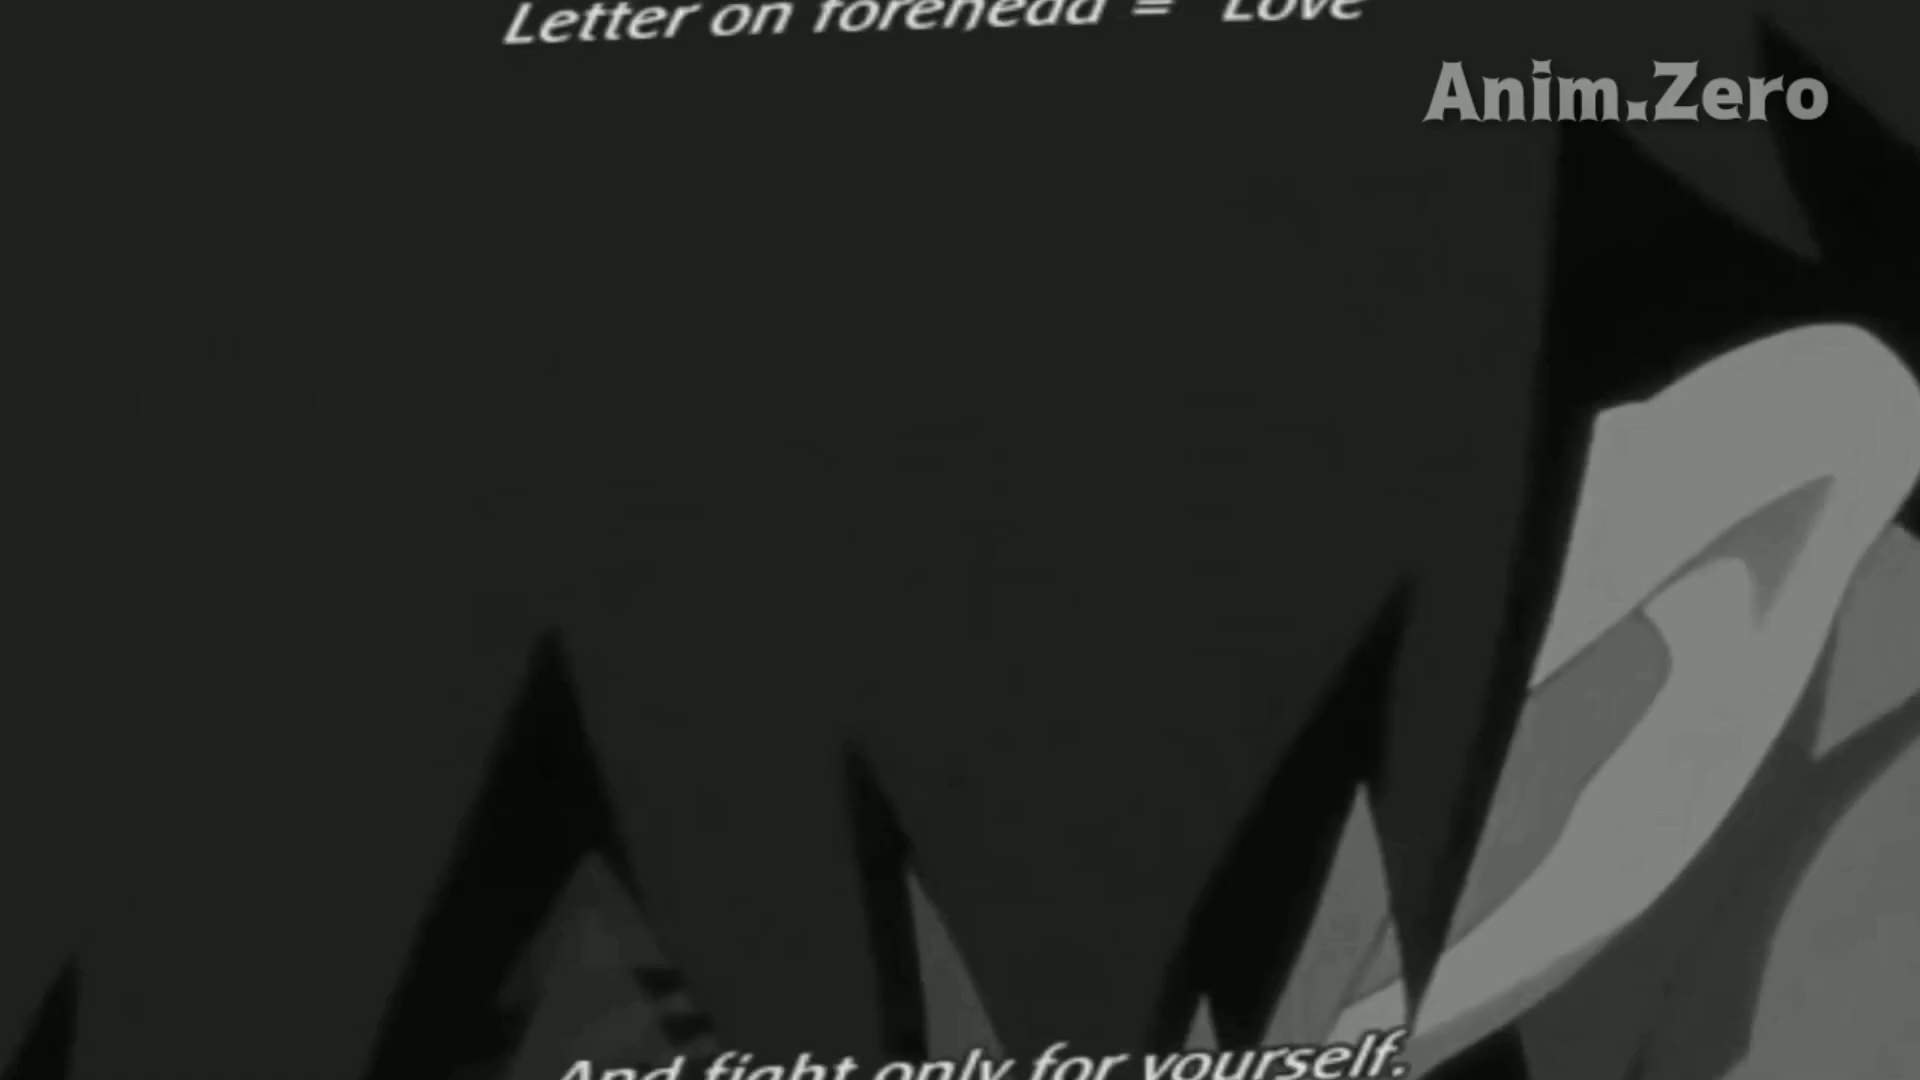 Letter on forehead = "Love"
Anim.Zero
And fight only for yourself.